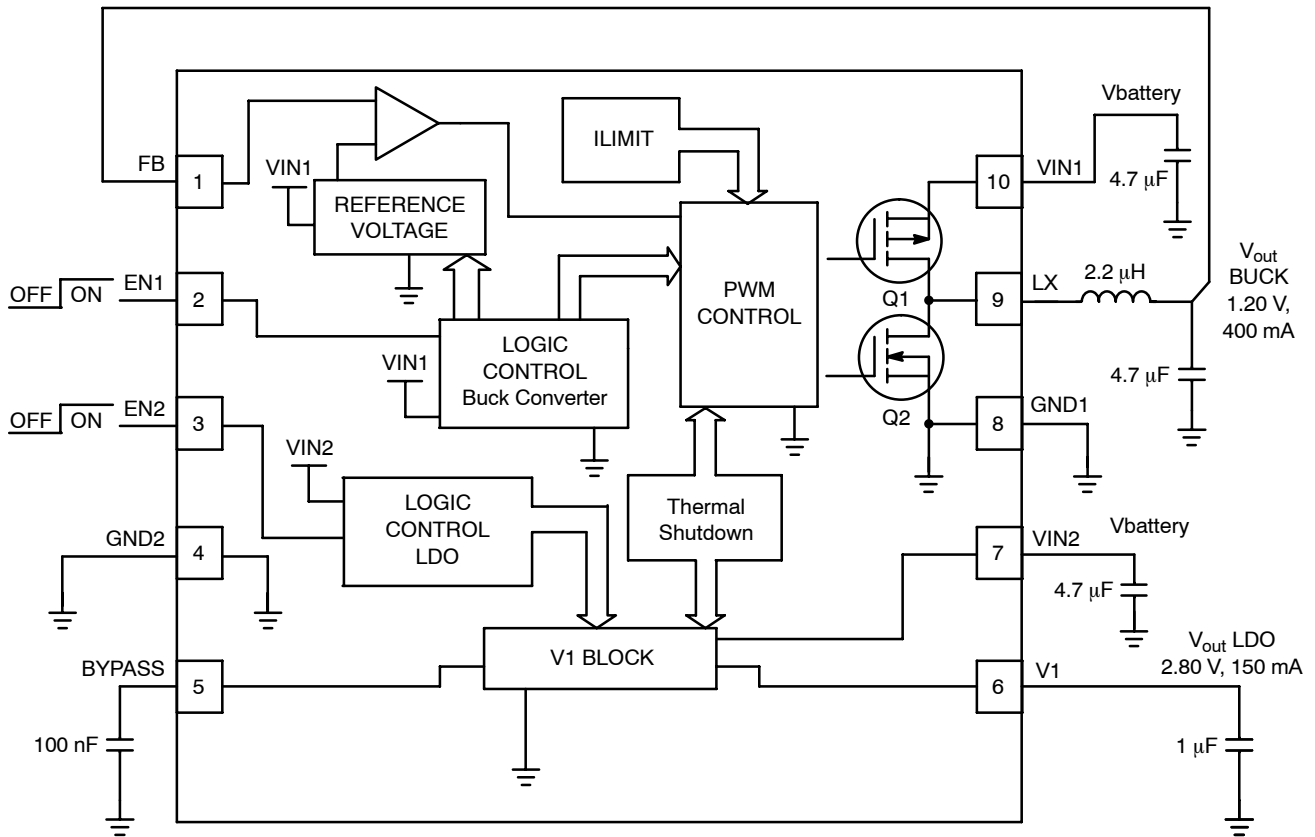 Vbattery
FB
1
VIN1
REFERENCE
VOLTAGE
ILIMIT
10
VIN1
4.7 μF
OFF
ON
EN1
2
PWM
CONTROL
Q1
9
LX
2.2 μH
Vout
BUCK
1.20 V,
400 mA
VIN1
LOGIC
CONTROL
Buck Converter
4.7 μF
OFF
ON
EN2
3
Q2
8
GND1
VIN2
LOGIC
CONTROL
LDO
Thermal
Shutdown
GND2
4
7
VIN2
Vbattery
4.7 μF
BYPASS
5
V1 BLOCK
6
V1
Vout LDO
2.80 V, 150 mA
100 nF
1 μF